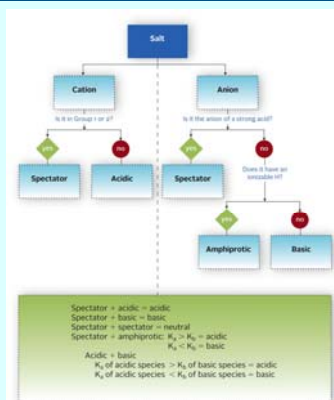 Salt
Cation
Anion
Is it in Group 1 or 2?
Is it the anion of a strong acid?
yes
no
yes
no
Spectator
Acidic
Spectator
Does it have an
ionizable H?
yes
no
Amphiprotic
Basic
Spectator + acidic = acidic
Spectator + basic = basic
Spectator + spectator = neutral
Spectator + amphiprotic: Ka > Kb = acidic
Ka < Kb = basic
Acidic + basic
Ka of acidic species > Kb of basic species = acidic
Ka of acidic species < Kb of basic species = basic